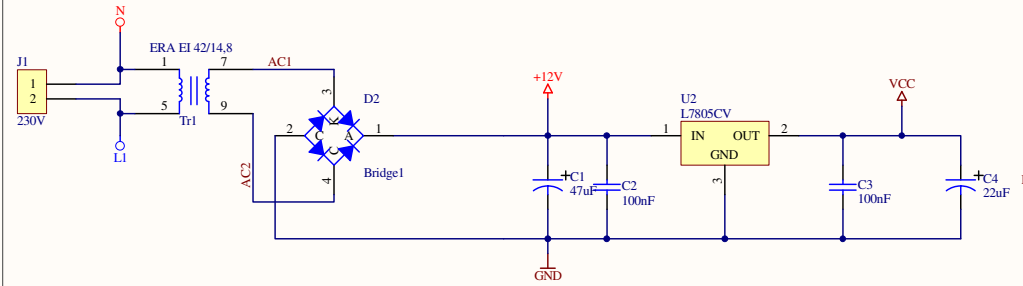 N
J1
1
2
230V
L1
ERA EI 42/14,8
1
7
5
9
Tr1
AC1
AC2
D2
3
2
1
4
K
C
A
C
Bridge1
+12V
C1
47uF
C2
100nF
GND
U2
L7805CV
1
IN
OUT
2
GND
3
VCC
C3
100nF
C4
22uF